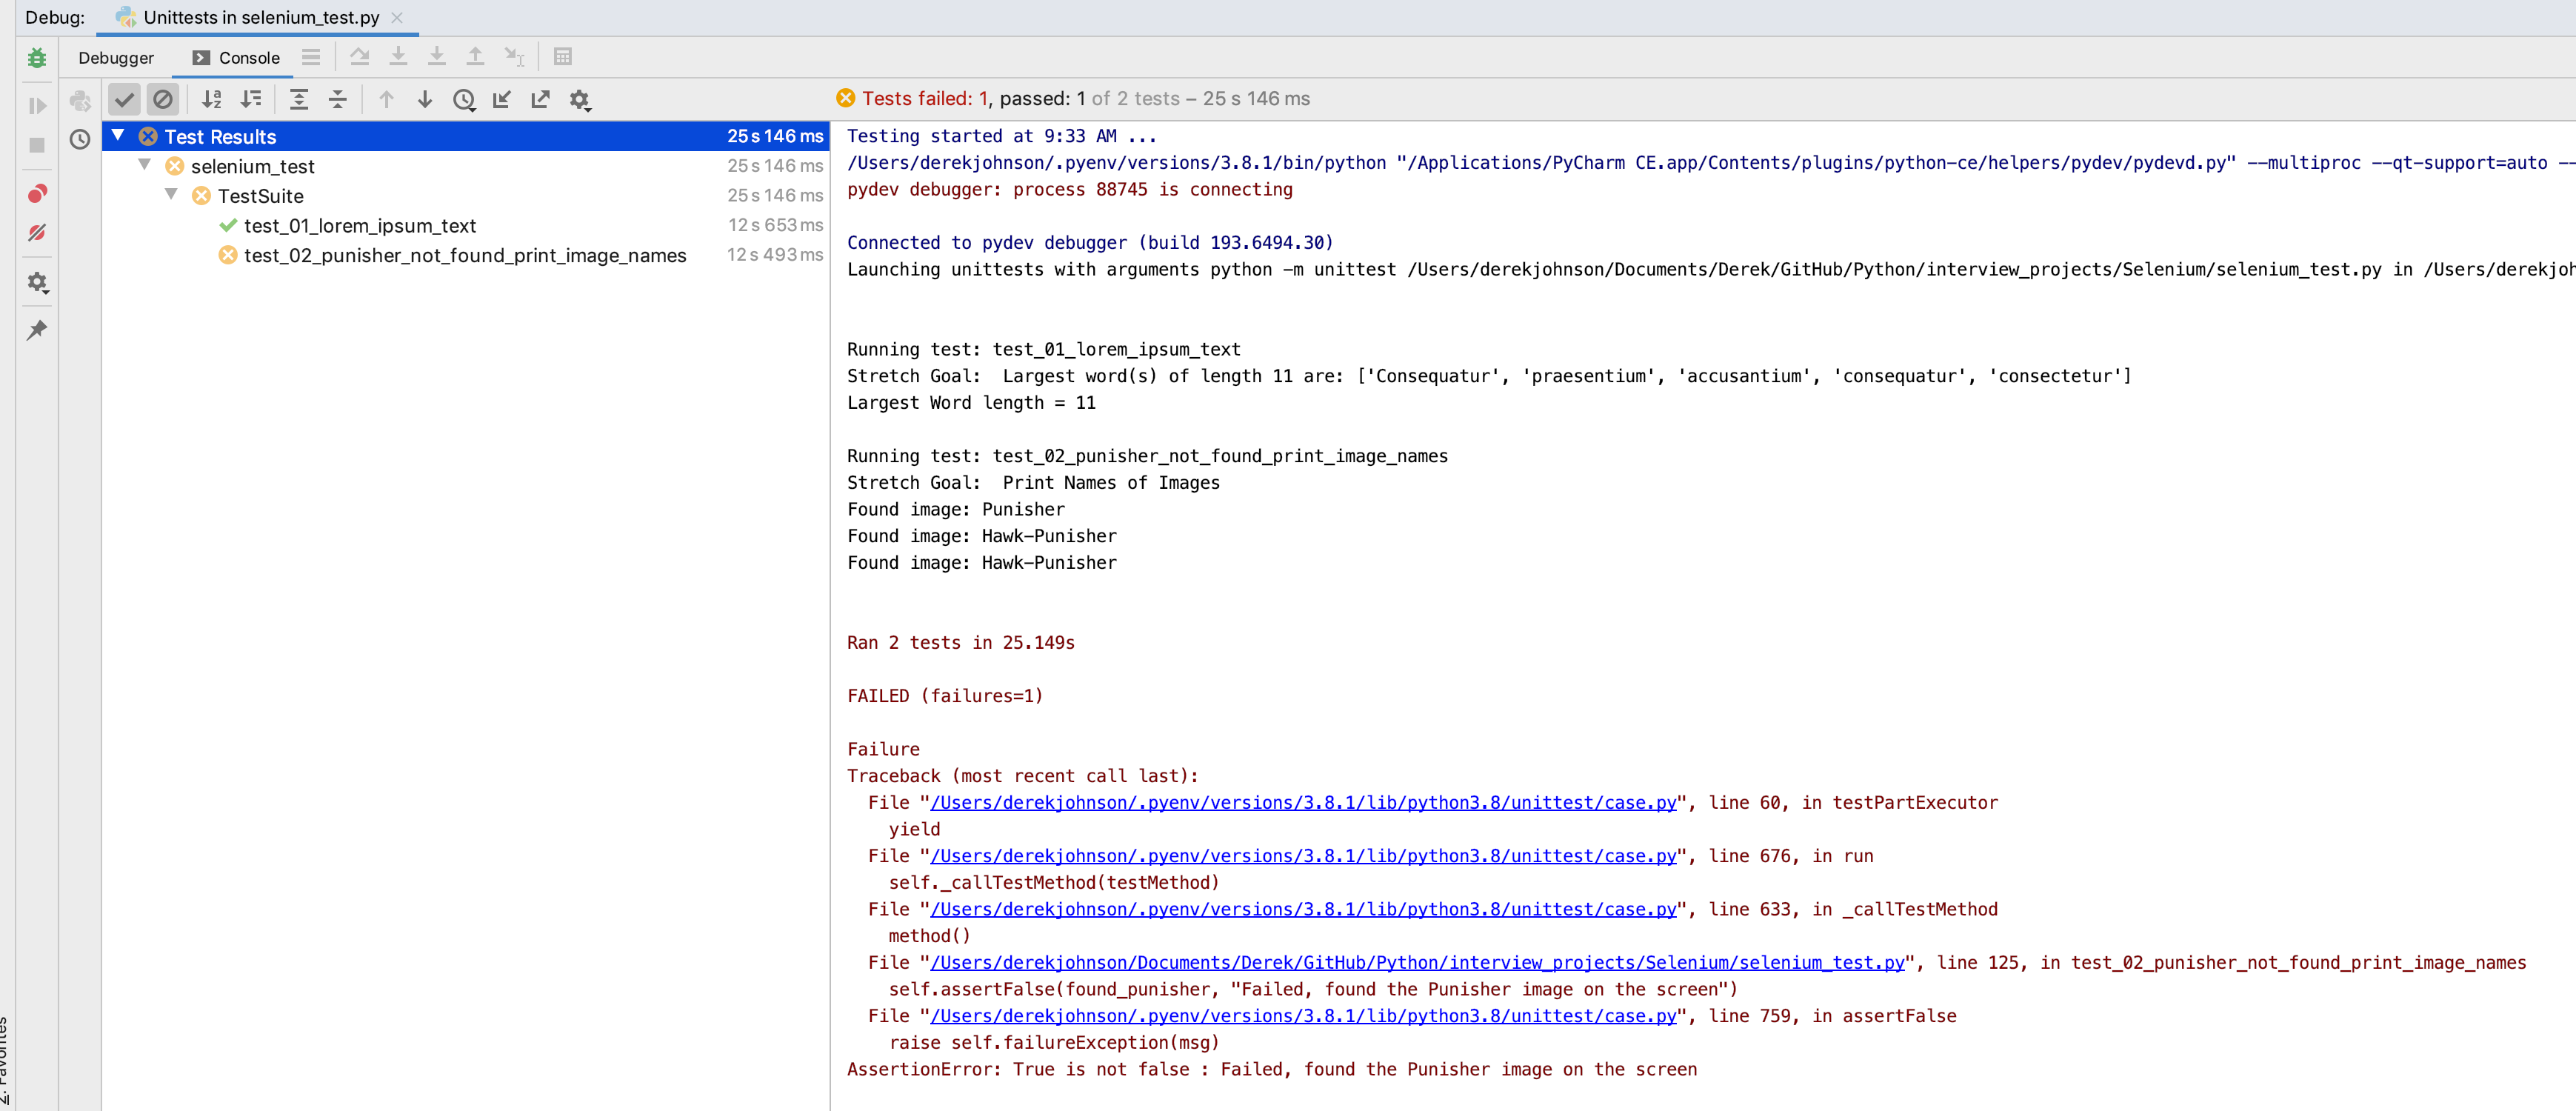 Debug:
Unittests in selenium_test.py
Debugger
Console
Tests failed: 1, passed: 1 of 2 tests – 25 s 146 ms
Test Results 25 s 146 ms
selenium_test 25 s 146 ms
TestSuite 25 s 146 ms
test_01_lorem_ipsum_text 12 s 653 ms
test_02_punisher_not_found_print_image_names 12 s 493 ms
Testing started at 9:33 AM ...
/Users/derekjohnson/.pyenv/versions/3.8.1/bin/python "/Applications/PyCharm CE.app/Contents/plugins/python-ce/helpers/pydev/pydevd.py" --multiproc --qt-support=auto --
pydev debugger: process 88745 is connecting
Connected to pydev debugger (build 193.6494.30)
Launching unittests with arguments python -m unittest /Users/derekjohnson/Documents/Derek/GitHub/Python/interview_projects/Selenium/selenium_test.py in /Users/derekjoh
Running test: test_01_lorem_ipsum_text
Stretch Goal:  Largest word(s) of length 11 are: ['Consequatur', 'praesentium', 'accusantium', 'consequatur', 'consectetur']
Largest Word length = 11
Running test: test_02_punisher_not_found_print_image_names
Stretch Goal:  Print Names of Images
Found image: Punisher
Found image: Hawk-Punisher
Found image: Hawk-Punisher
Ran 2 tests in 25.149s
FAILED (failures=1)
Failure
Traceback (most recent call last):
File "/Users/derekjohnson/.pyenv/versions/3.8.1/lib/python3.8/unittest/case.py", line 60, in testPartExecutor
yield
File "/Users/derekjohnson/.pyenv/versions/3.8.1/lib/python3.8/unittest/case.py", line 676, in run
self._callTestMethod(testMethod)
File "/Users/derekjohnson/.pyenv/versions/3.8.1/lib/python3.8/unittest/case.py", line 633, in _callTestMethod
method()
File "/Users/derekjohnson/Documents/Derek/GitHub/Python/interview_projects/Selenium/selenium_test.py", line 125, in test_02_punisher_not_found_print_image_names
self.assertFalse(found_punisher, "Failed, found the Punisher image on the screen")
File "/Users/derekjohnson/.pyenv/versions/3.8.1/lib/python3.8/unittest/case.py", line 759, in assertFalse
raise self.failureException(msg)
AssertionError: True is not false : Failed, found the Punisher image on the screen
2: Favorites